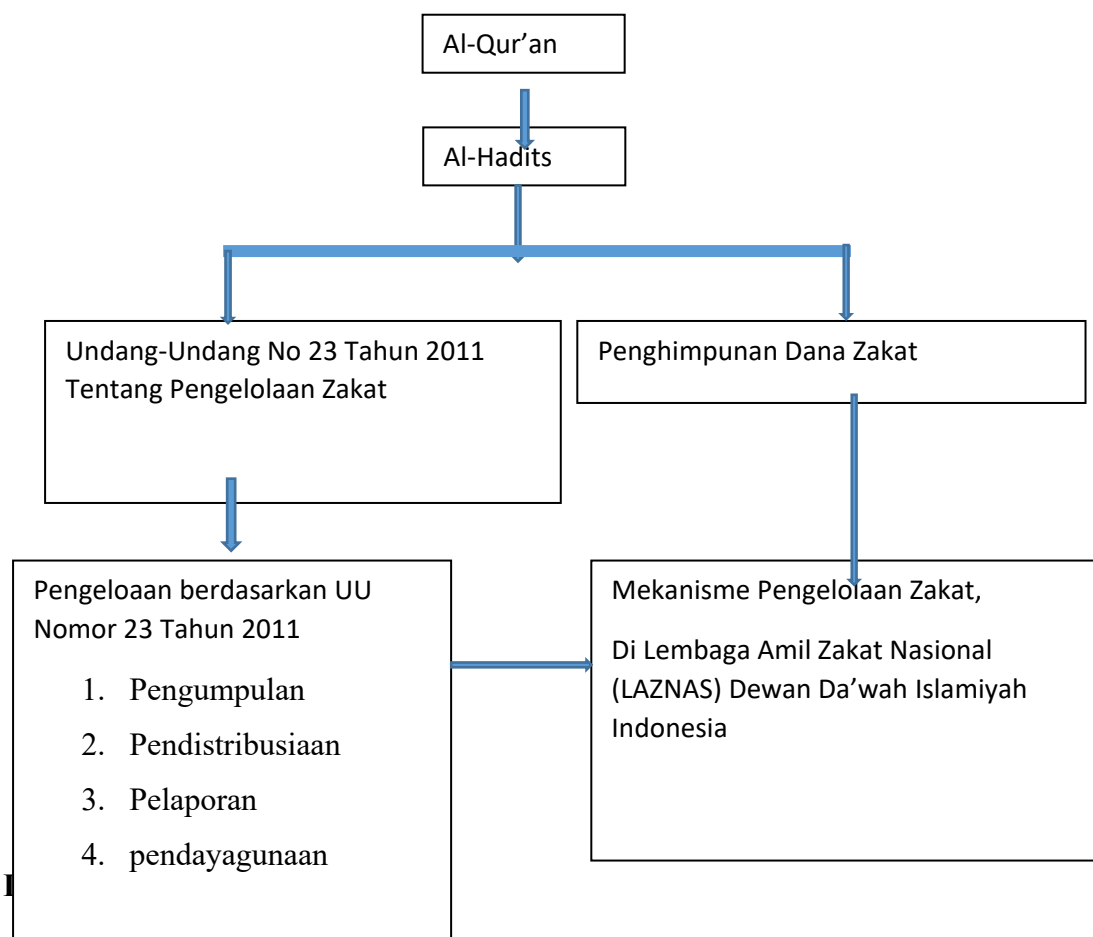 Al-Qur’an
Al-Hadits
Undang-Undang No 23 Tahun 2011
Tentang Pengelolaan Zakat
Penghimpunan Dana Zakat
Pengeloaan berdasarkan UU
Nomor 23 Tahun 2011
1. Pengumpulan
2. Pendistribusiaan
3. Pelaporan
4. pendayagunaan
Mekanisme Pengelolaan Zakat,
Di Lembaga Amil Zakat Nasional
(LAZNAS) Dewan Da’wah Islamiyah
Indonesia